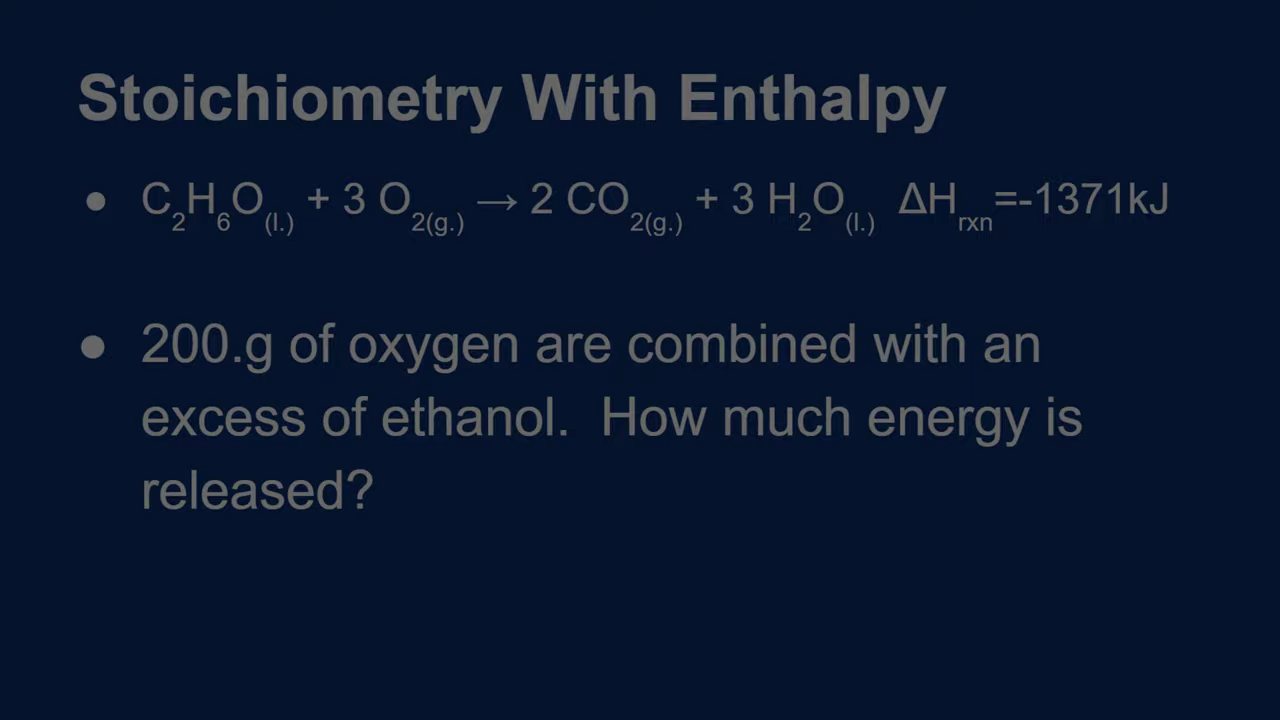 Stoichiometry With Enthalpy
● C₂H₆O₍ₗ.₎ + 3 O₂(g.) → 2 CO₂(g.) + 3 H₂O(l.) ΔHrxn=-1371kJ
● 200.g of oxygen are combined with an
excess of ethanol. How much energy is
released?